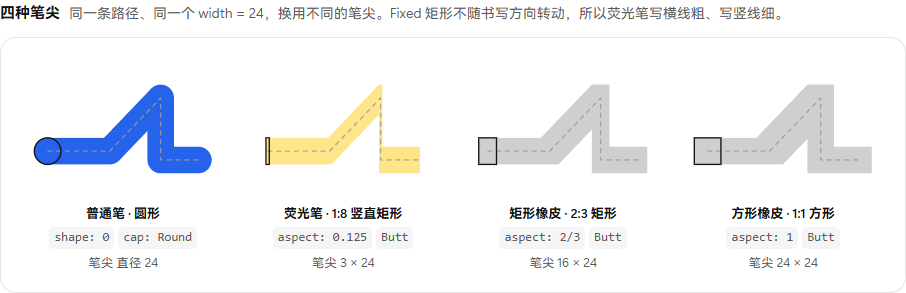 四种笔尖 同一条路径、同一个 width = 24，换用不同的笔尖。Fixed 矩形不随书写方向转动，所以荧光笔写横线粗、写竖线细。
普通笔 · 圆形
shape: 0 cap: Round
笔尖 直径 24
荧光笔 · 1:8 竖直矩形
aspect: 0.125 Butt
笔尖 3 × 24
矩形橡皮 · 2:3 矩形
aspect: 2/3 Butt
笔尖 16 × 24
方形橡皮 · 1:1 方形
aspect: 1 Butt
笔尖 24 × 24